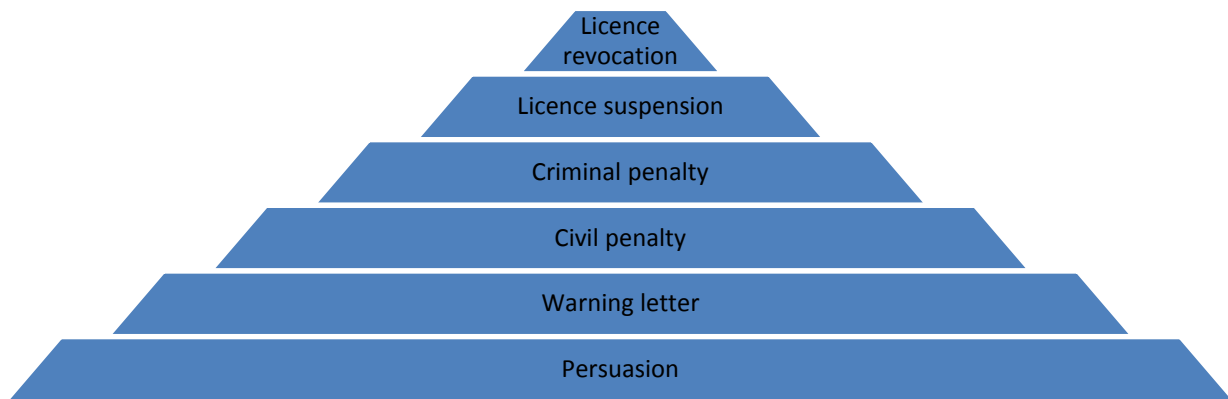 Licence
revocation
Licence suspension
Criminal penalty
Civil penalty
Warning letter
Persuasion